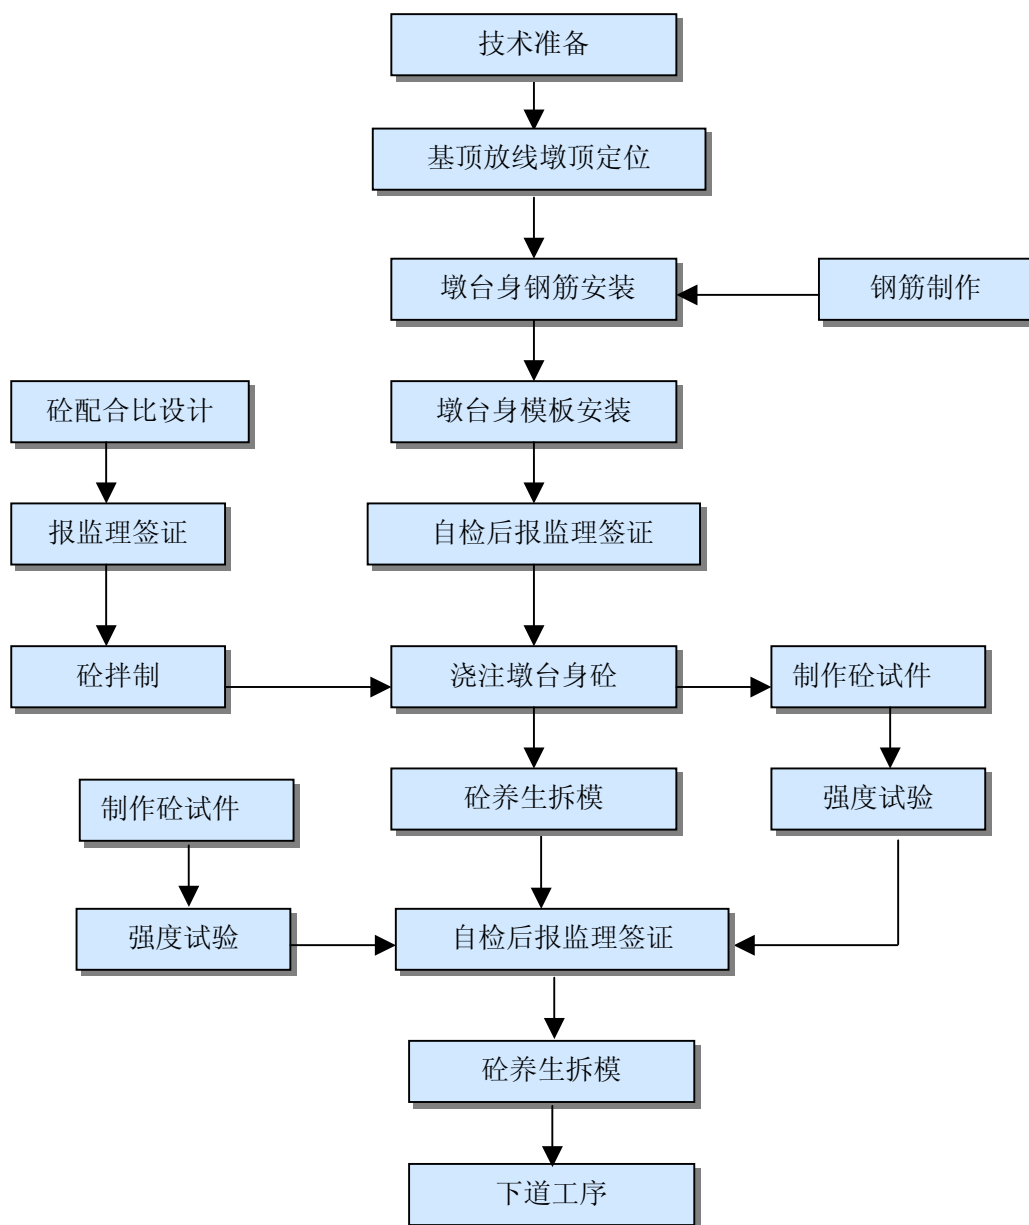 技术准备
基顶放线墩顶定位
墩台身钢筋安装
钢筋制作
砼配合比设计
墩台身模板安装
报监理签证
自检后报监理签证
砼拌制
浇注墩台身砼
制作砼试件
制作砼试件
砼养生拆模
强度试验
强度试验
自检后报监理签证
砼养生拆模
下道工序